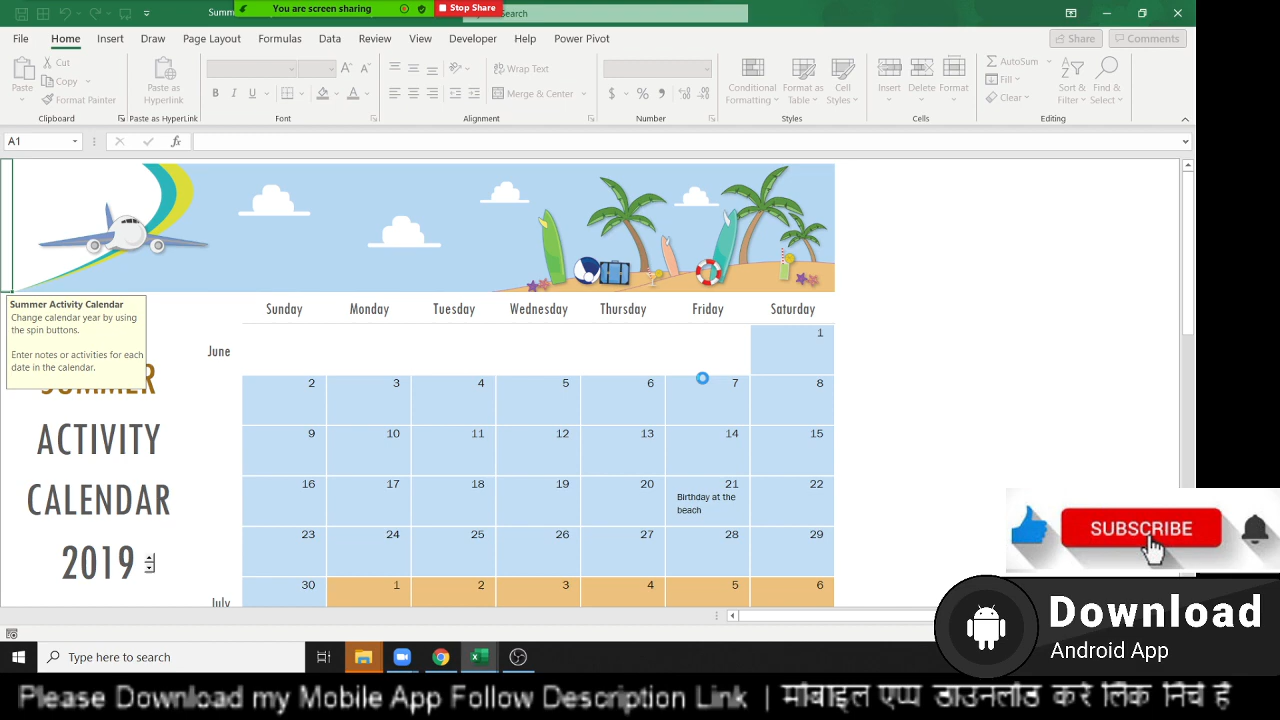 Summ
You are screen sharing
Stop Share
Search
File Home Insert Draw Page Layout Formulas Data Review View Developer Help Power Pivot
Share Comments
Paste Cut Copy Format Painter
Paste as Hyperlink
B I U A A A
Wrap Text
Merge & Center
$ % ,
Conditional Formatting Format as Table Cell Styles
Insert Delete Format
AutoSum Fill Clear
Sort & Filter Find & Select
Clipboard Paste as HyperLink Font Alignment Number Styles Cells Editing
A1 fx
Summer Activity Calendar
Change calendar year by using
the spin buttons.
Enter notes or activities for each
date in the calendar.
SUMMER
ACTIVITY
CALENDAR
2019
Sunday Monday Tuesday Wednesday Thursday Friday Saturday
June 1
2 3 4 5 6 7 8
9 10 11 12 13 14 15
16 17 18 19 20 21 22
Birthday at the
beach
23 24 25 26 27 28 29
30 1 2 3 4 5 6
July
SUBSCRIBE
Download
Android App
Type here to search
Please Download my Mobile App Follow Description Link | मोबाइल एप्प डाउनलोड करे लिंक निचे है